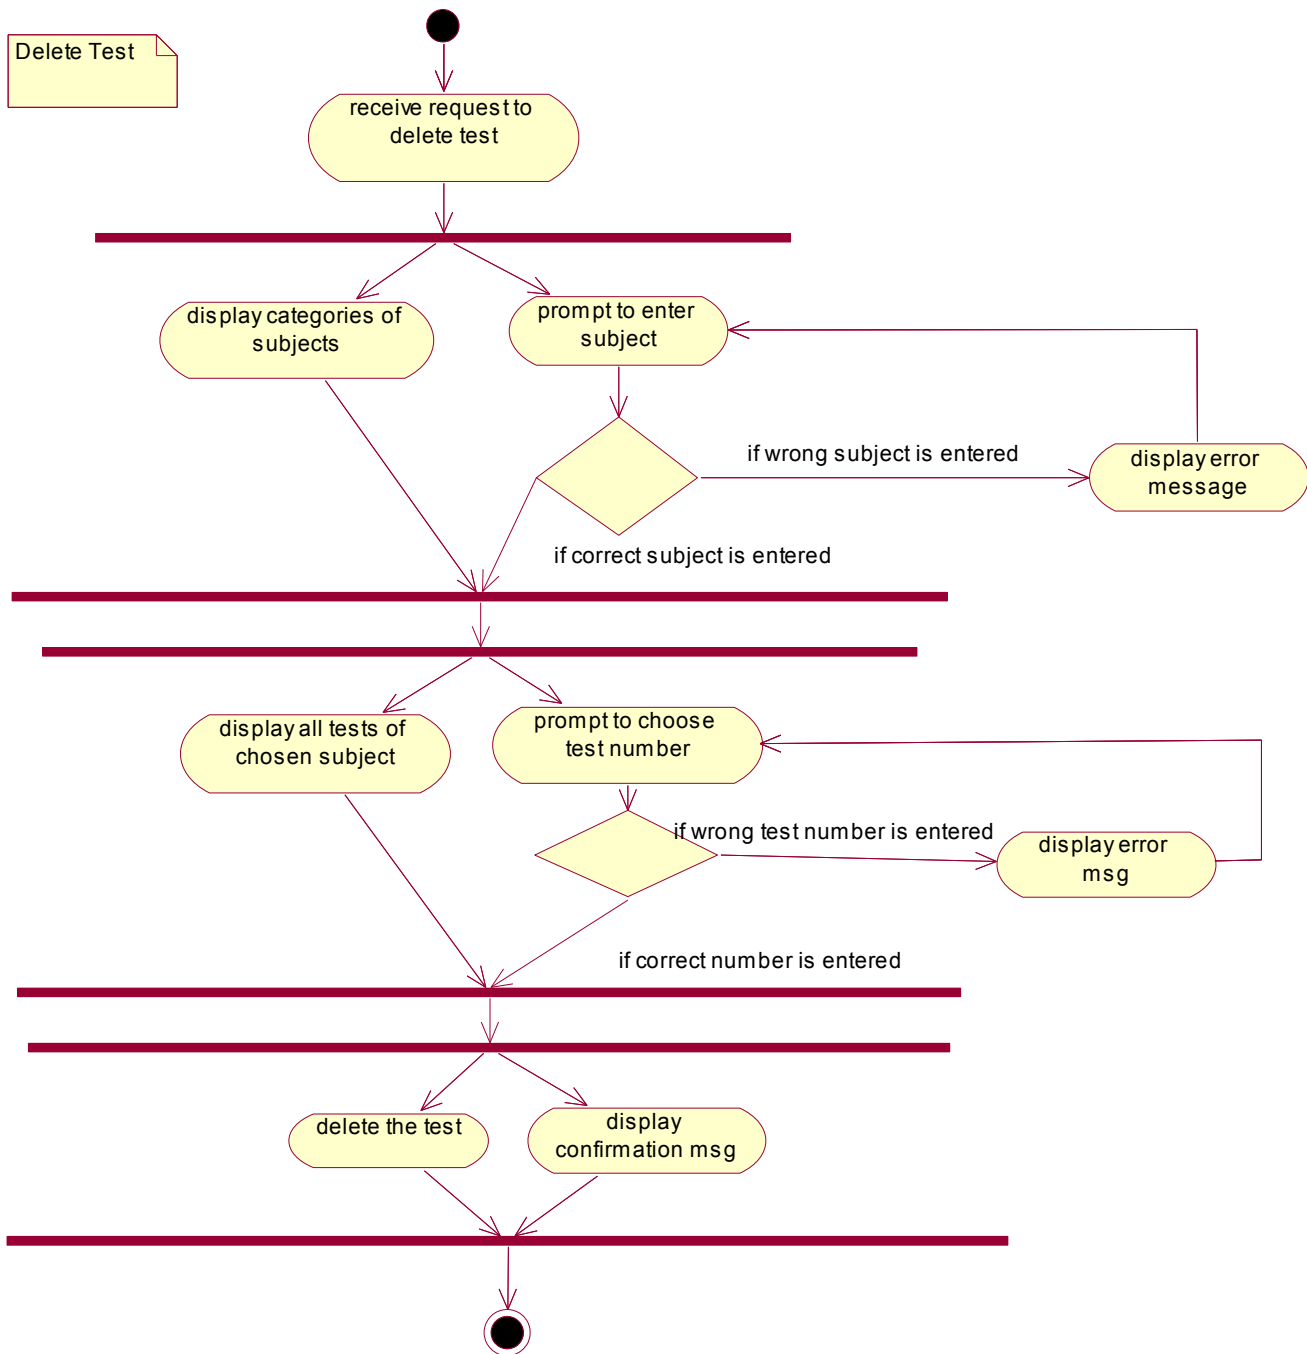 Delete Test
receive request to
delete test
display categories of
subjects
prompt to enter
subject
if wrong subject is entered
display error
message
if correct subject is entered
display all tests of
chosen subject
prompt to choose
test number
if wrong test number is entered
display error
msg
if correct number is entered
delete the test
display
confirmation msg